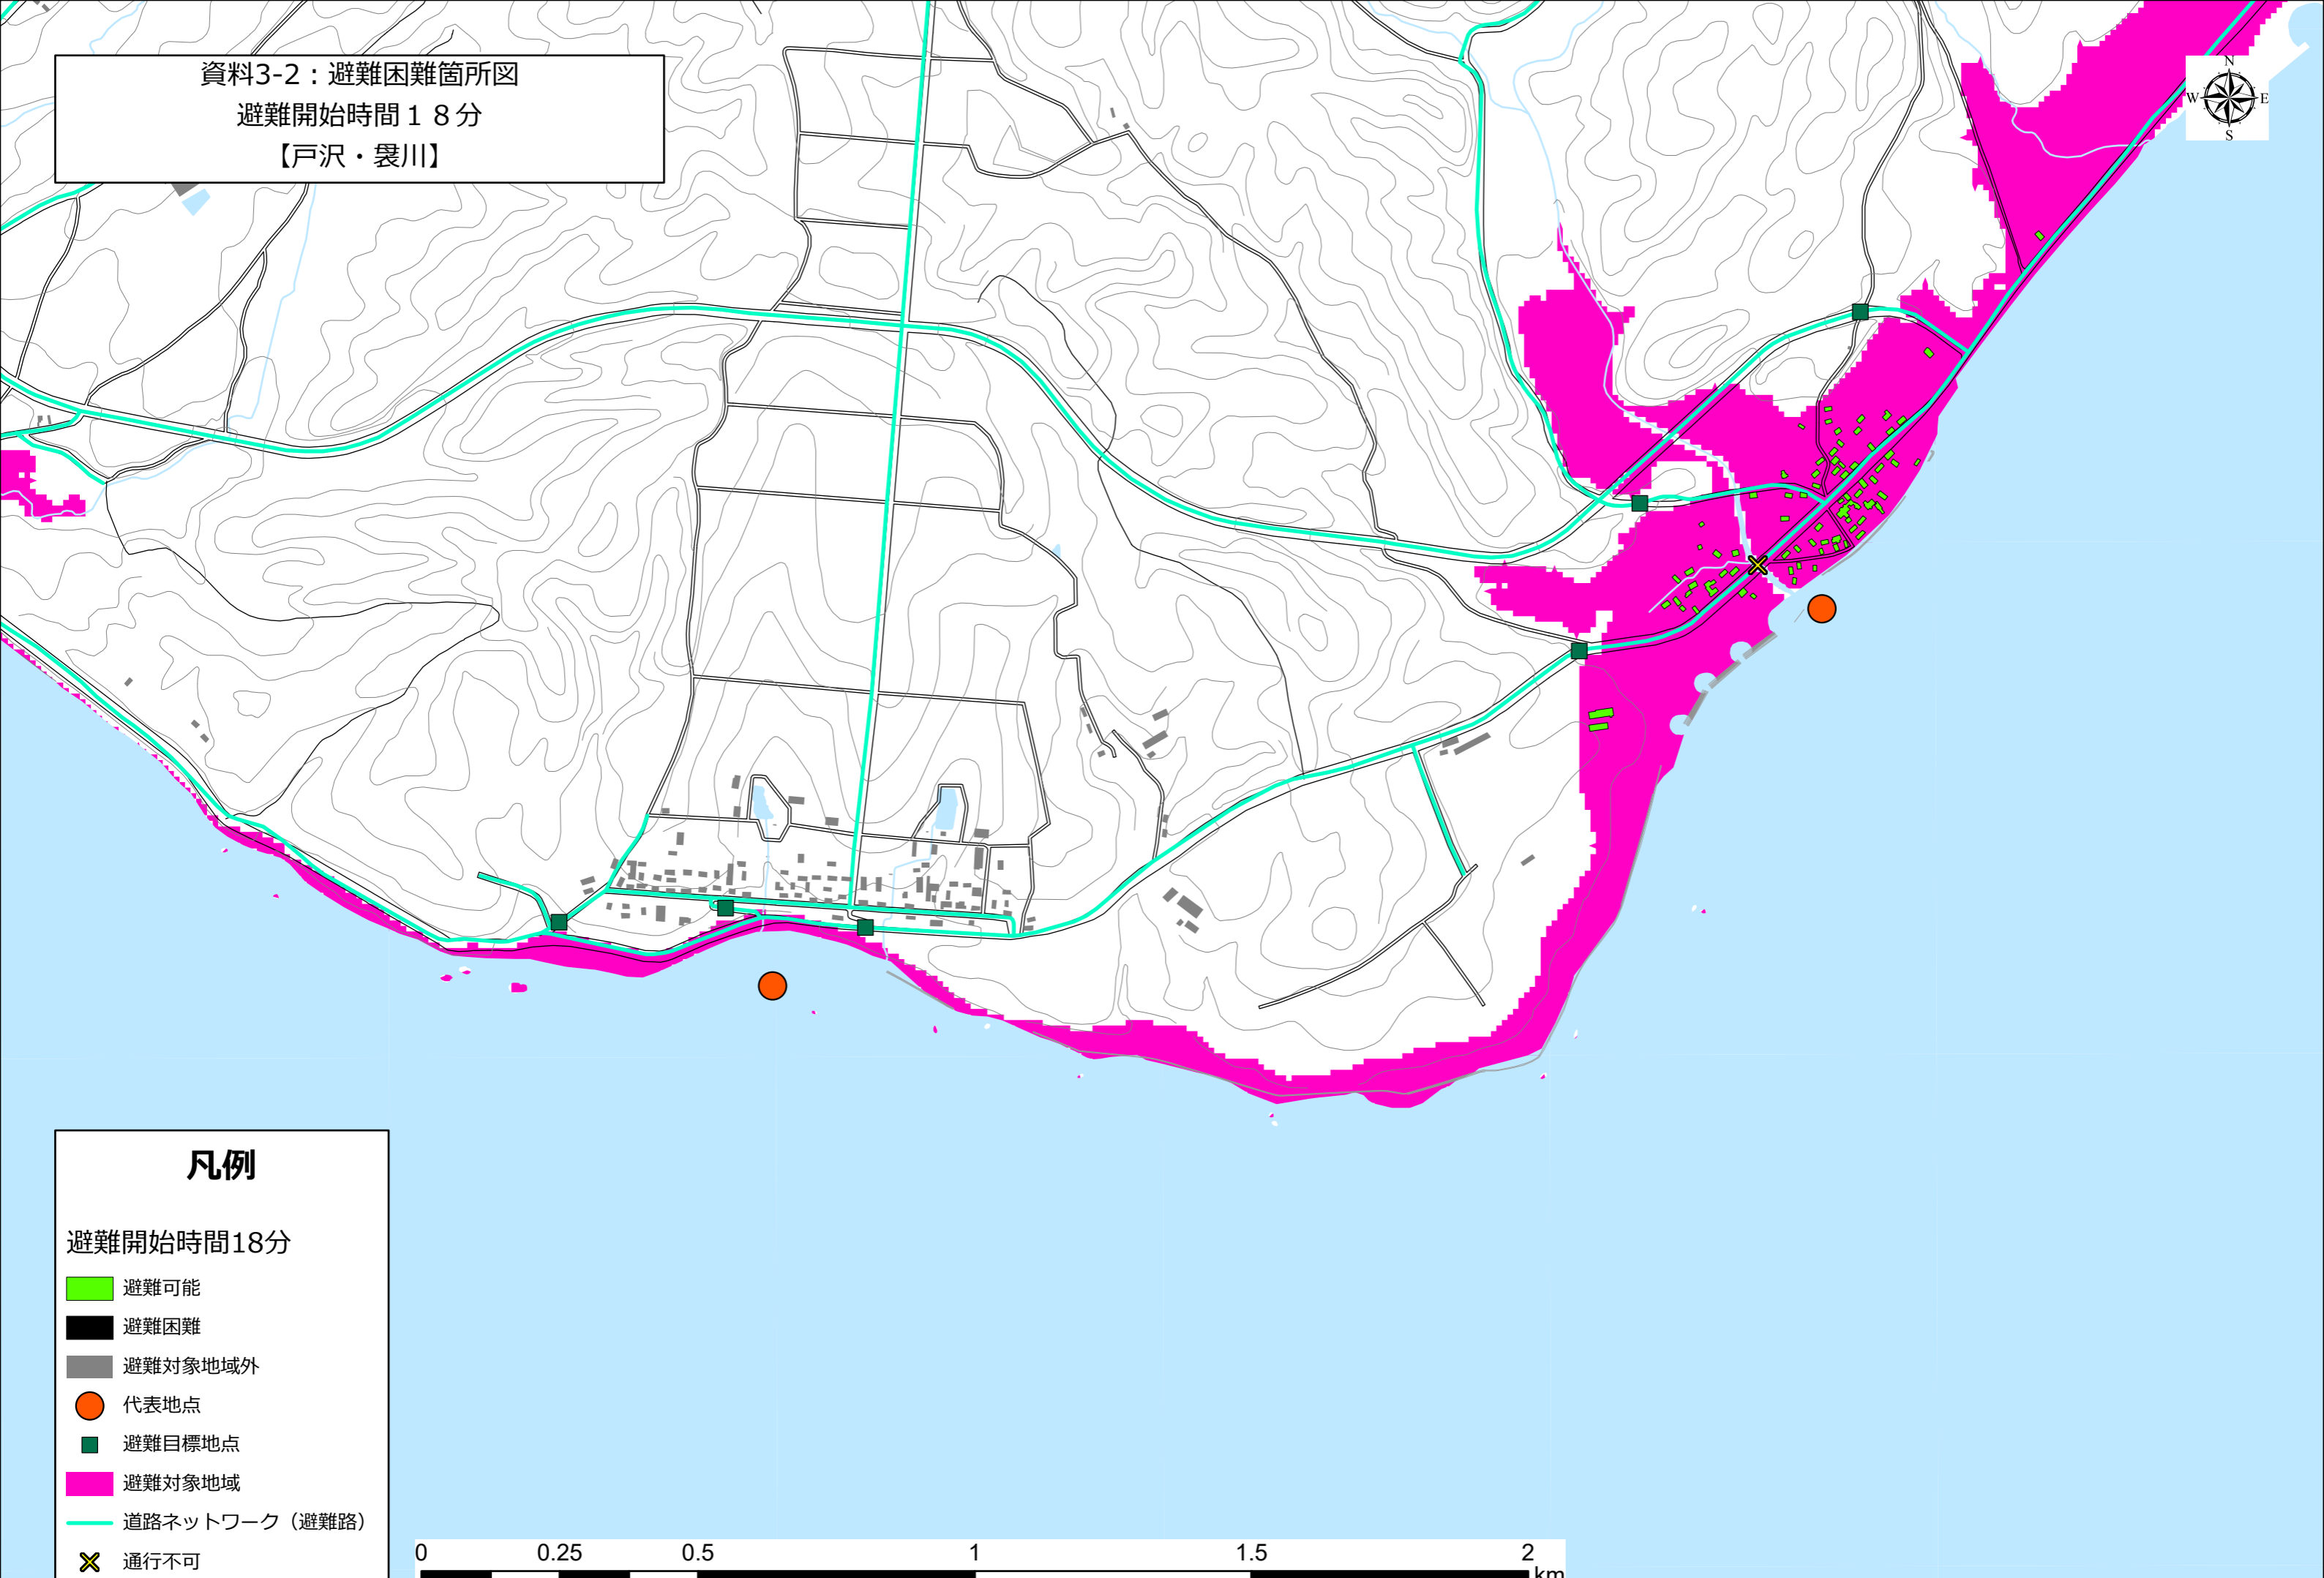 資料3-2：避難困難箇所図
避難開始時間１８分
【戸沢・袰川】
N
W
E
S
凡例
避難開始時間18分
避難可能
避難困難
避難対象地域外
代表地点
避難目標地点
避難対象地域
道路ネットワーク（避難路）
通行不可
0 0.25 0.5 1 1.5 2
km